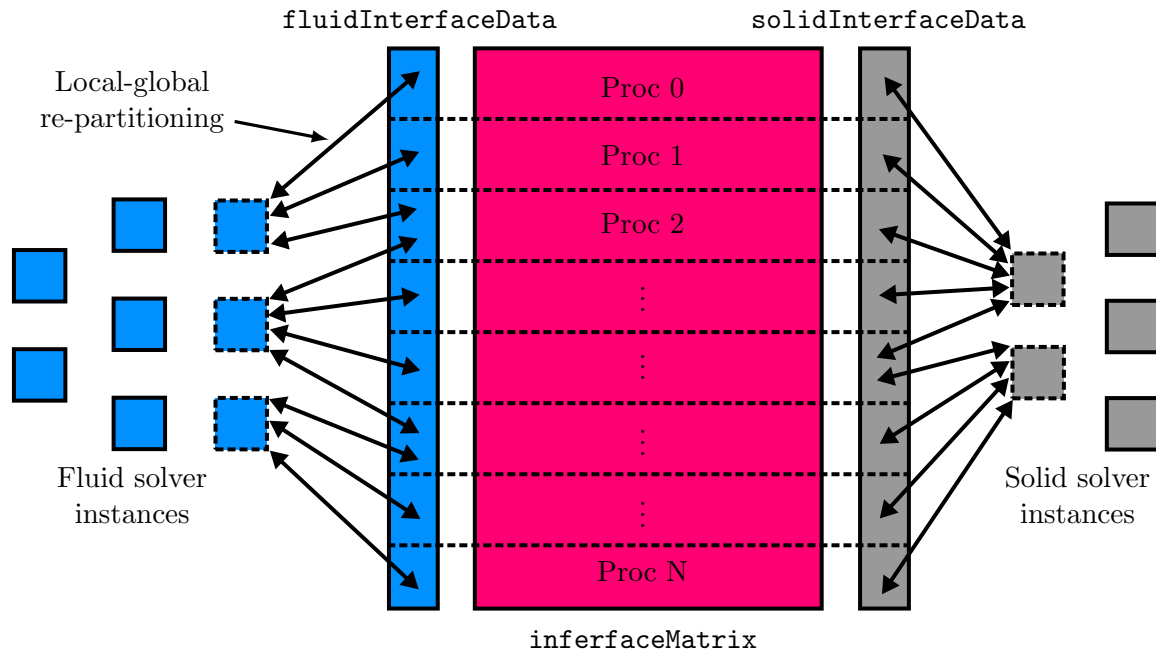 fluidInterfaceData
solidInterfaceData
Local-global
re-partitioning
Proc 0
Proc 1
Proc 2
⋮
⋮
⋮
⋮
Proc N
Fluid solver
instances
Solid solver
instances
inferfaceMatrix